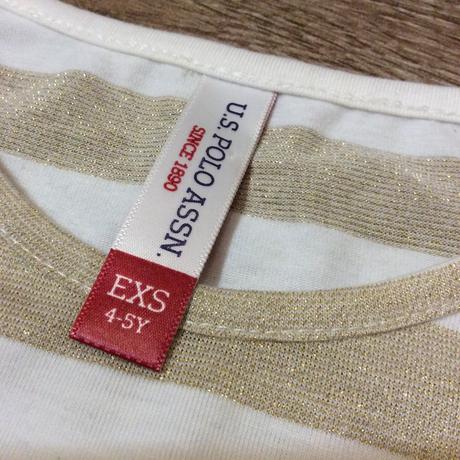 U.S. POLO ASSN.
SINCE 1890
EXS
4-5Y